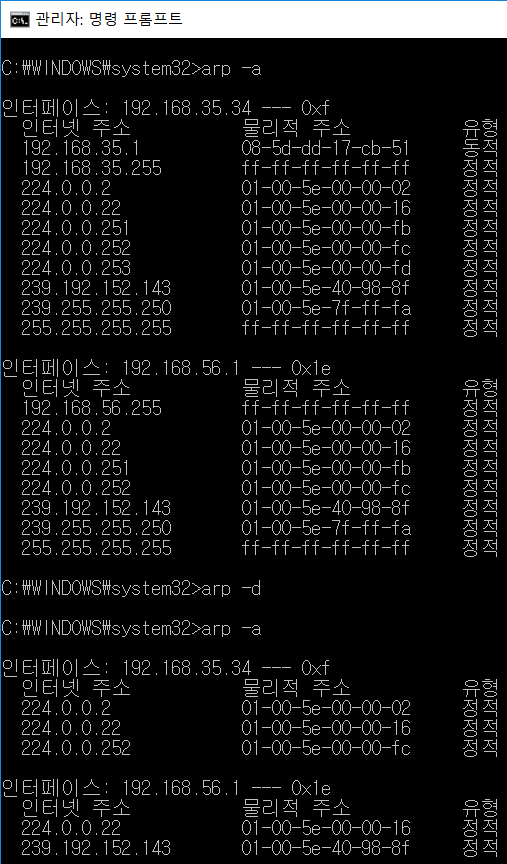 관리자: 명령 프롬프트
C:\WINDOWS\system32>arp -a
인터페이스: 192.168.35.34 --- 0xf
인터넷 주소 물리적 주소 유형
192.168.35.1 08-5d-dd-17-cb-51 동적
192.168.35.255 ff-ff-ff-ff-ff-ff 정적
224.0.0.2 01-00-5e-00-00-02 정적
224.0.0.22 01-00-5e-00-00-16 정적
224.0.0.251 01-00-5e-00-00-fb 정적
224.0.0.252 01-00-5e-00-00-fc 정적
224.0.0.253 01-00-5e-00-00-fd 정적
239.192.152.143 01-00-5e-40-98-8f 정적
239.255.255.250 01-00-5e-7f-ff-fa 정적
255.255.255.255 ff-ff-ff-ff-ff-ff 정적
인터페이스: 192.168.56.1 --- 0x1e
인터넷 주소 물리적 주소 유형
192.168.56.255 ff-ff-ff-ff-ff-ff 정적
224.0.0.2 01-00-5e-00-00-02 정적
224.0.0.22 01-00-5e-00-00-16 정적
224.0.0.251 01-00-5e-00-00-fb 정적
224.0.0.252 01-00-5e-00-00-fc 정적
239.192.152.143 01-00-5e-40-98-8f 정적
239.255.255.250 01-00-5e-7f-ff-fa 정적
255.255.255.255 ff-ff-ff-ff-ff-ff 정적
C:\WINDOWS\system32>arp -d
C:\WINDOWS\system32>arp -a
인터페이스: 192.168.35.34 --- 0xf
인터넷 주소 물리적 주소 유형
224.0.0.2 01-00-5e-00-00-02 정적
224.0.0.22 01-00-5e-00-00-16 정적
224.0.0.252 01-00-5e-00-00-fc 정적
인터페이스: 192.168.56.1 --- 0x1e
인터넷 주소 물리적 주소 유형
224.0.0.22 01-00-5e-00-00-16 정적
239.192.152.143 01-00-5e-40-98-8f 정적